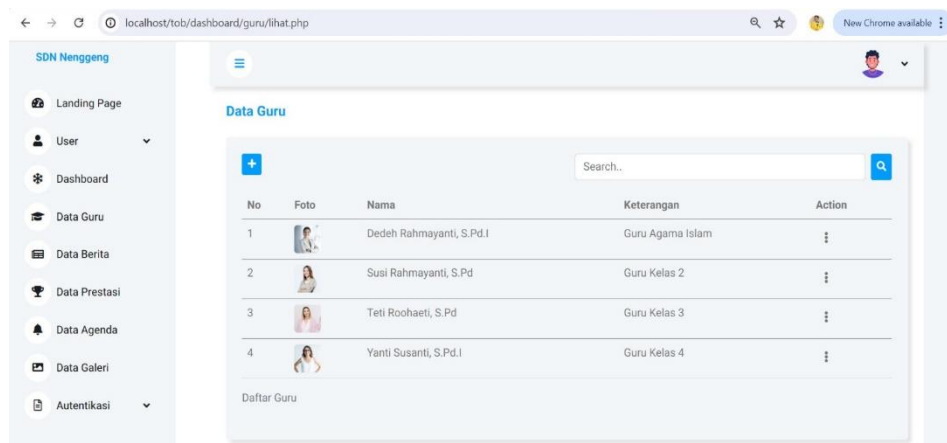 localhost/tob/dashboard/guru/lihat.php
New Chrome available
SDN Nenggeng
Landing Page
User
Dashboard
Data Guru
Data Berita
Data Prestasi
Data Agenda
Data Galeri
Autentikasi
Data Guru
Search..
No Foto Nama Keterangan Action
1 Dedeh Rahmayanti, S.Pd.I Guru Agama Islam
2 Susi Rahmayanti, S.Pd Guru Kelas 2
3 Teti Roohaeti, S.Pd Guru Kelas 3
4 Yanti Susanti, S.Pd.I Guru Kelas 4
Daftar Guru